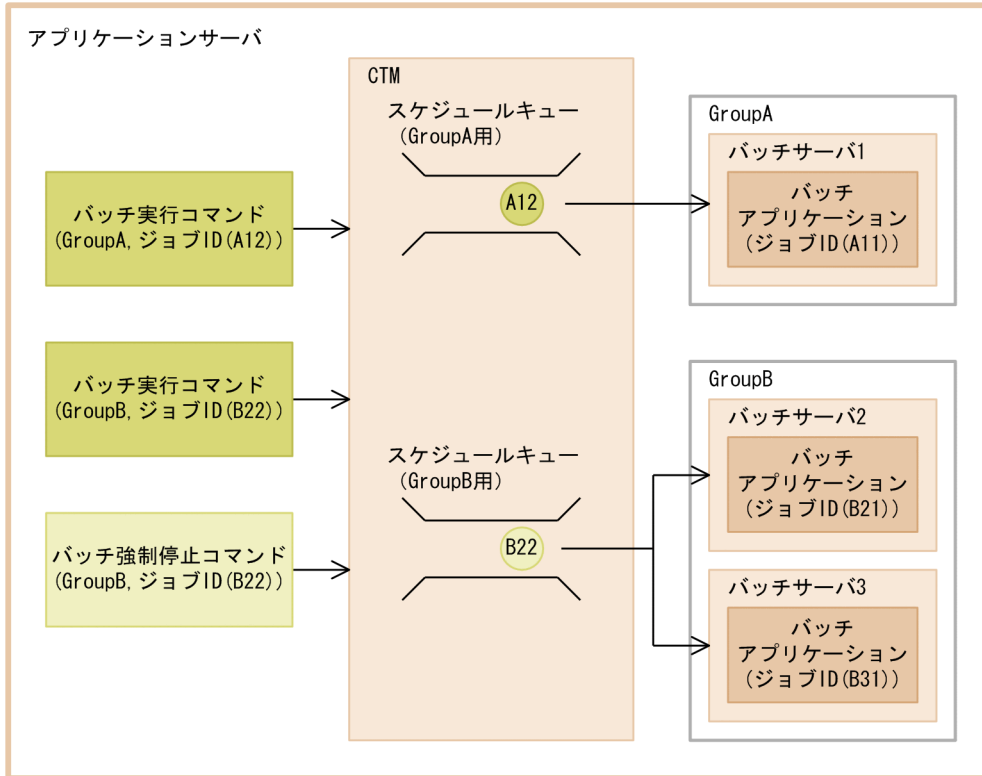 アプリケーションサーバ
CTM
スケジュールキュー
(GroupA用)
A12
バッチ実行コマンド
(GroupA,ジョブID(A12))
GroupA
バッチサーバ1
バッチ
アプリケーション
(ジョブID(A11))
バッチ実行コマンド
(GroupB,ジョブID(B22))
スケジュールキュー
(GroupB用)
B22
バッチ強制停止コマンド
(GroupB,ジョブID(B22))
GroupB
バッチサーバ2
バッチ
アプリケーション
(ジョブID(B21))
バッチサーバ3
バッチ
アプリケーション
(ジョブID(B31))